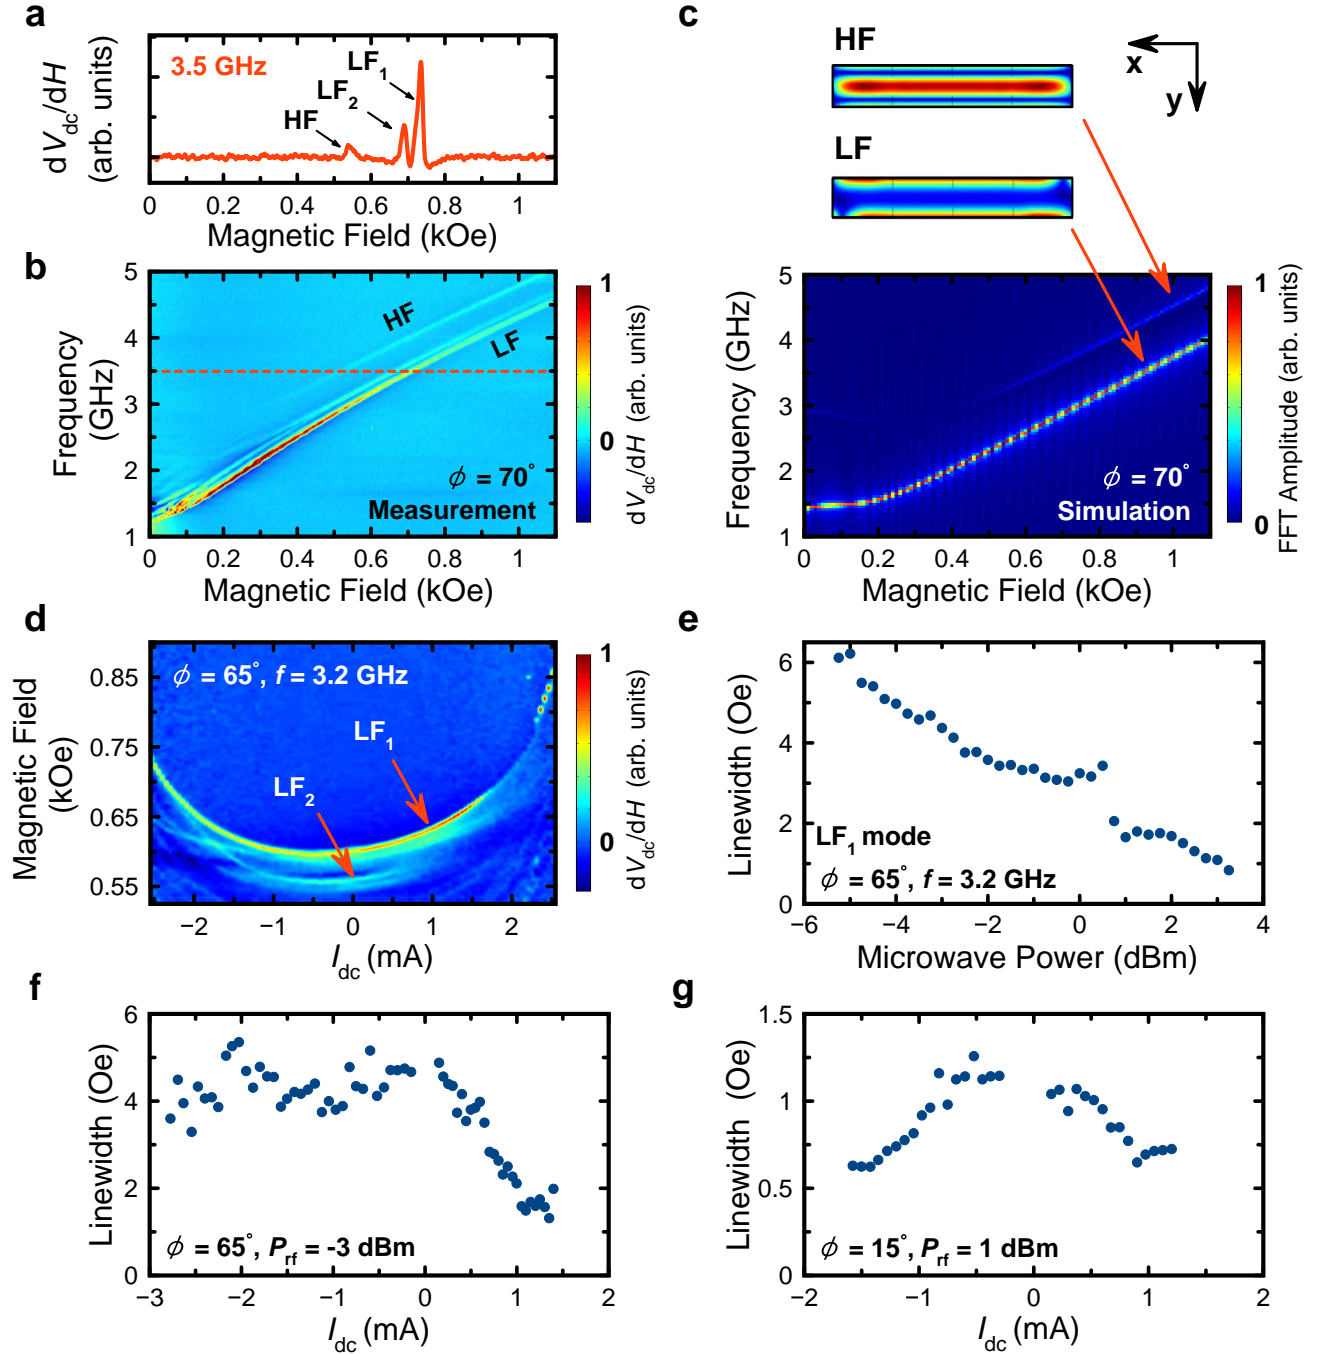 a
3.5 GHz
HF
LF2
LF1
dVdc/dH
(arb. units)
0 0.2 0.4 0.6 0.8 1
Magnetic Field (kOe)
b
5
4
3
2
1
Frequency
(GHz)
HF
LF
ϕ = 70°
Measurement
0 0.2 0.4 0.6 0.8 1
Magnetic Field (kOe)
1
0
dVdc/dH (arb. units)
c
HF
x
y
LF
5
4
3
2
1
Frequency (GHz)
ϕ = 70°
Simulation
0 0.2 0.4 0.6 0.8 1
Magnetic Field (kOe)
1
0
FFT Amplitude (arb. units)
d
ϕ = 65°, f = 3.2 GHz
LF1
LF2
0.85
0.75
0.65
0.55
Magnetic Field
(kOe)
−2 −1 0 1 2
Idc (mA)
1
0
dVdc/dH (arb. units)
e
6
4
2
0
Linewidth (Oe)
LF1 mode
ϕ = 65°, f = 3.2 GHz
−6 −4 −2 0 2 4
Microwave Power (dBm)
f
6
4
2
0
Linewidth (Oe)
ϕ = 65°, Prf = -3 dBm
−3 −2 −1 0 1 2
Idc (mA)
g
1.5
1
0.5
0
Linewidth (Oe)
ϕ = 15°, Prf = 1 dBm
−2 −1 0 1 2
Idc (mA)